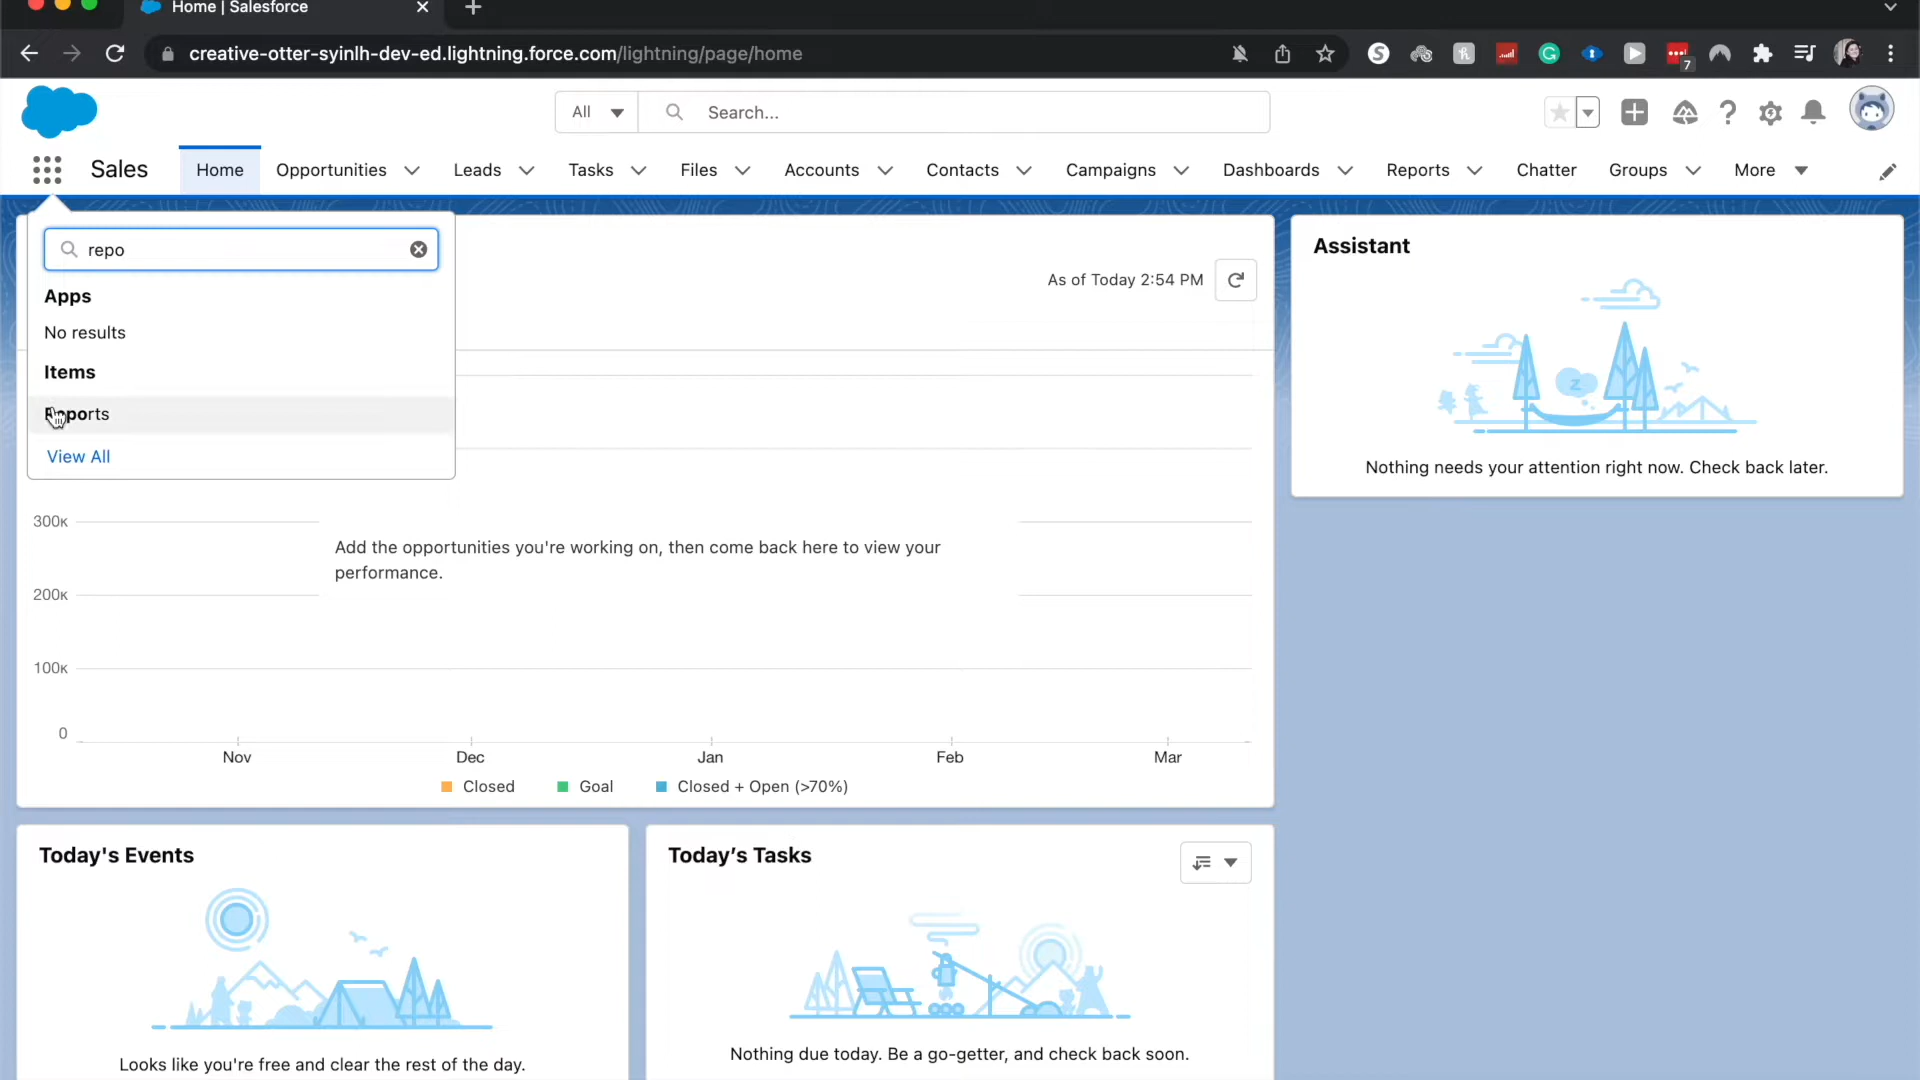 Home | Salesforce
creative-otter-syinlh-dev-ed.lightning.force.com/lightning/page/home
7
All
Search...
Sales
Home
Opportunities
Leads
Tasks
Files
Accounts
Contacts
Campaigns
Dashboards
Reports
Chatter
Groups
More
repo
Apps
No results
Items
Reports
View All
As of Today 2:54 PM
Add the opportunities you're working on, then come back here to view your
performance.
300K
200K
100K
0
Nov
Dec
Jan
Feb
Mar
Closed
Goal
Closed + Open (>70%)
Assistant
Z
Nothing needs your attention right now. Check back later.
Today's Events
Looks like you're free and clear the rest of the day.
Today’s Tasks
Nothing due today. Be a go-getter, and check back soon.